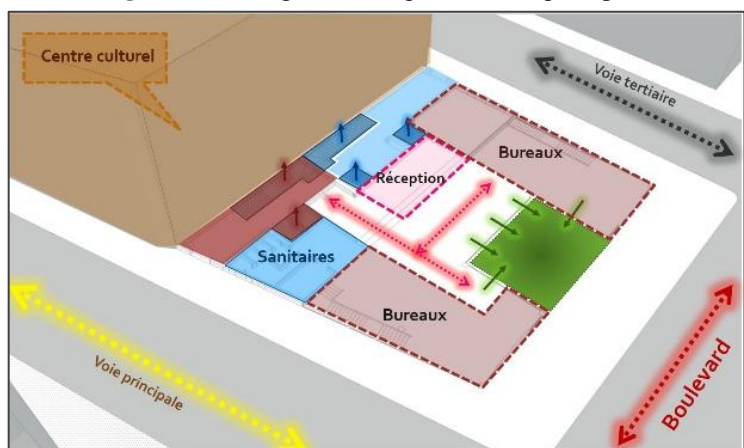 Centre culturel
Voie tertiaire
Bureaux
Réception
Sanitaires
Bureaux
Voie principale
Boulevard